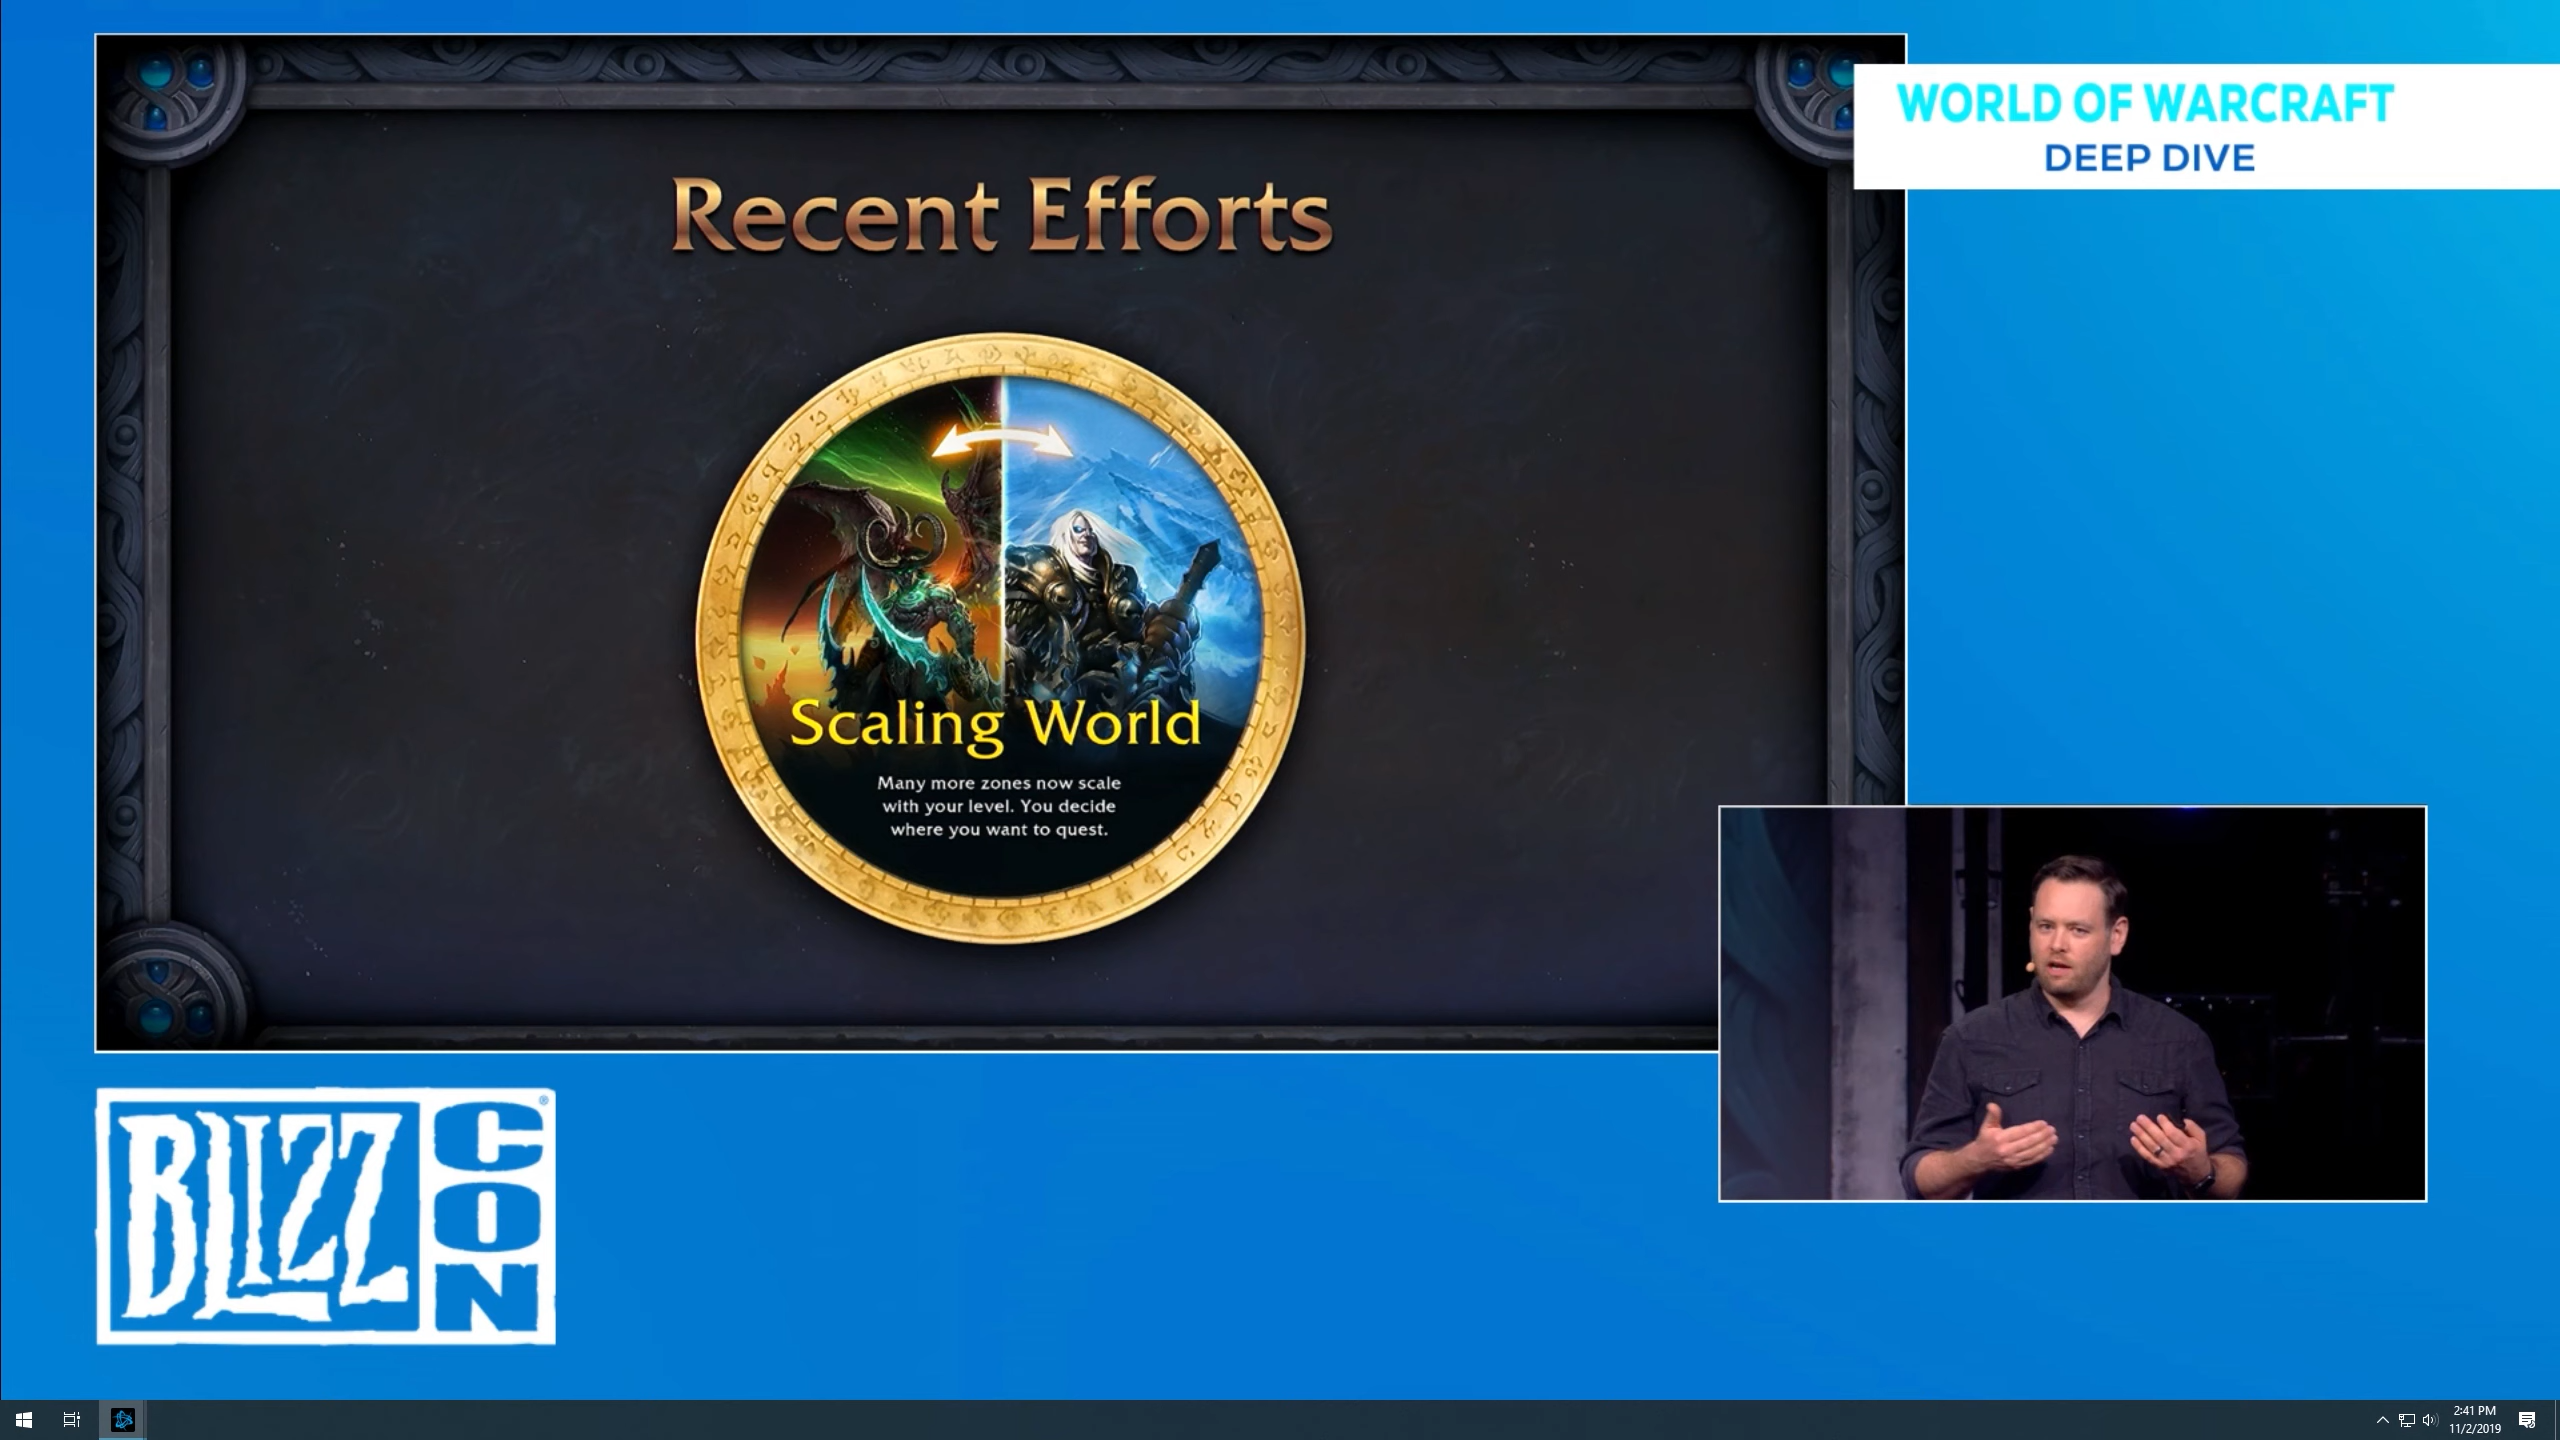 WORLD OF WARCRAFT
DEEP DIVE
Recent Efforts
Scaling World
Many more zones now scale
with your level. You decide
where you want to quest.
BLIZZ
CON
®
2:41 PM
11/2/2019